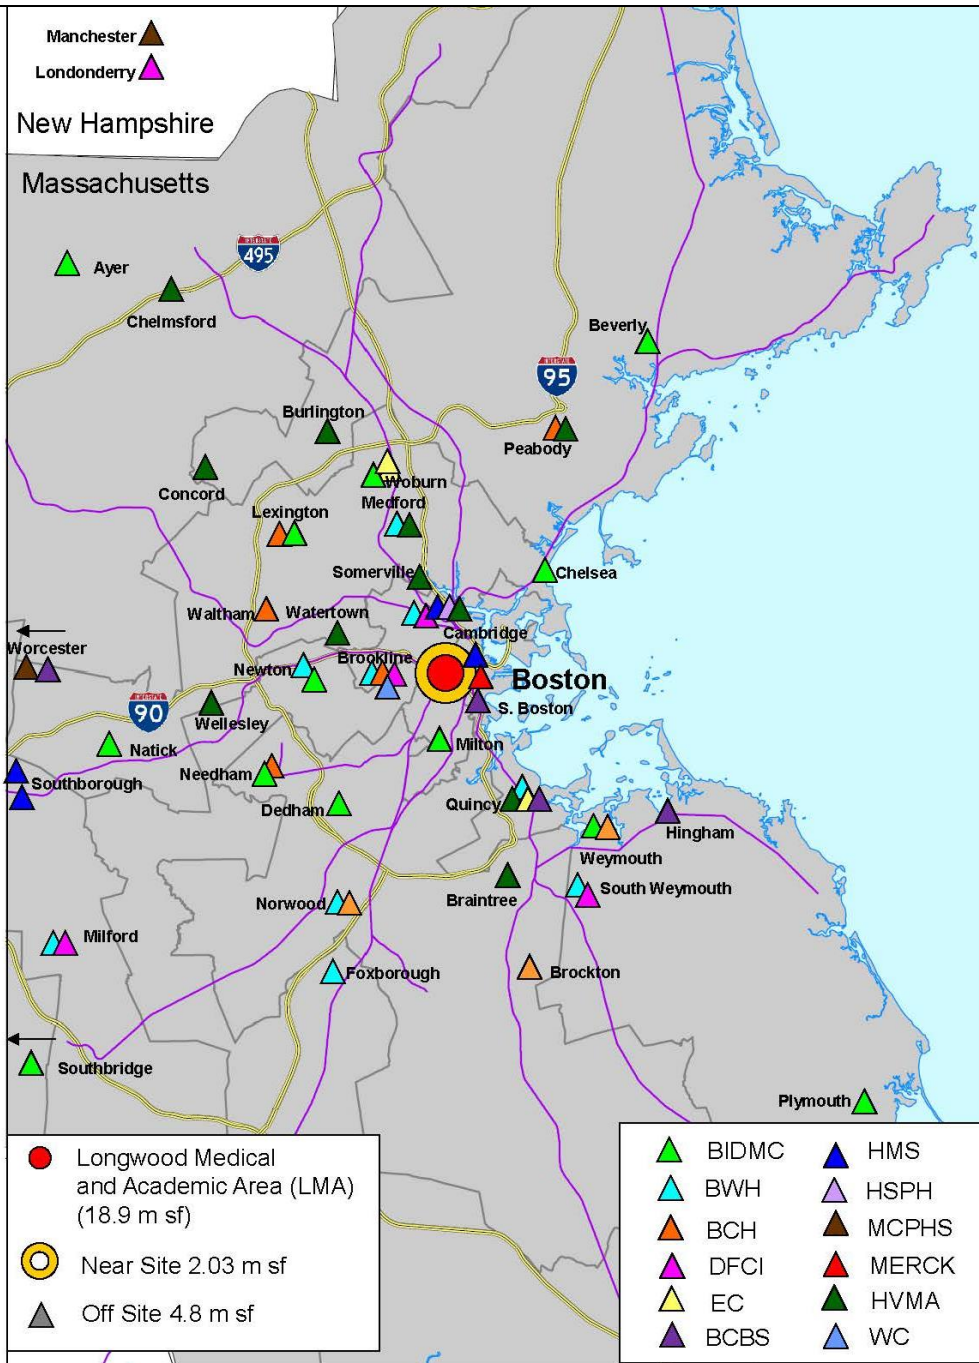 Manchester
Londonderry
New Hampshire
Massachusetts
INTERSTATE
495
Ayer
Chelmsford
Beverly
INTERSTATE
95
Burlington
Peabody
Concord
Woburn
Medford
Lexington
Somerville
Chelsea
Waltham
Watertown
Cambridge
Worcester
Newton
Brookline
Boston
S. Boston
INTERSTATE
90
Wellesley
Natick
Milton
Needham
Southborough
Dedham
Quincy
Hingham
Weymouth
Braintree
South Weymouth
Norwood
Milford
Foxborough
Brockton
Southbridge
Plymouth
Longwood Medical
and Academic Area (LMA)
(18.9 m sf)
Near Site 2.03 m sf
Off Site 4.8 m sf
BIDMC
BWH
BCH
DFCI
EC
BCBS
HMS
HSPH
MCPHS
MERCK
HVMA
WC